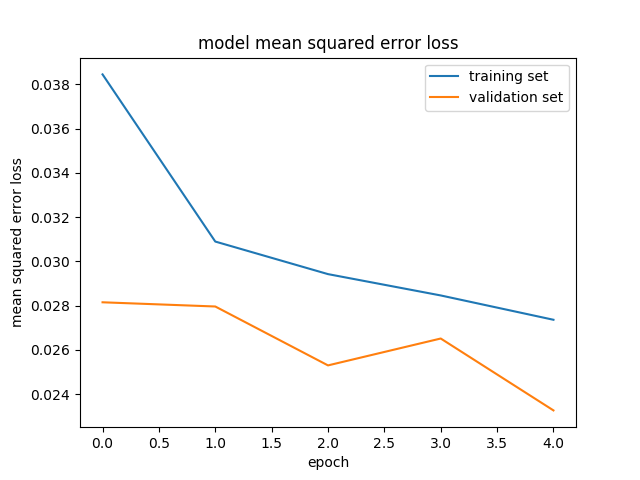 model mean squared error loss
training set
validation set
mean squared error loss
0.038
0.036
0.034
0.032
0.030
0.028
0.026
0.024
0.0 0.5 1.0 1.5 2.0 2.5 3.0 3.5 4.0
epoch